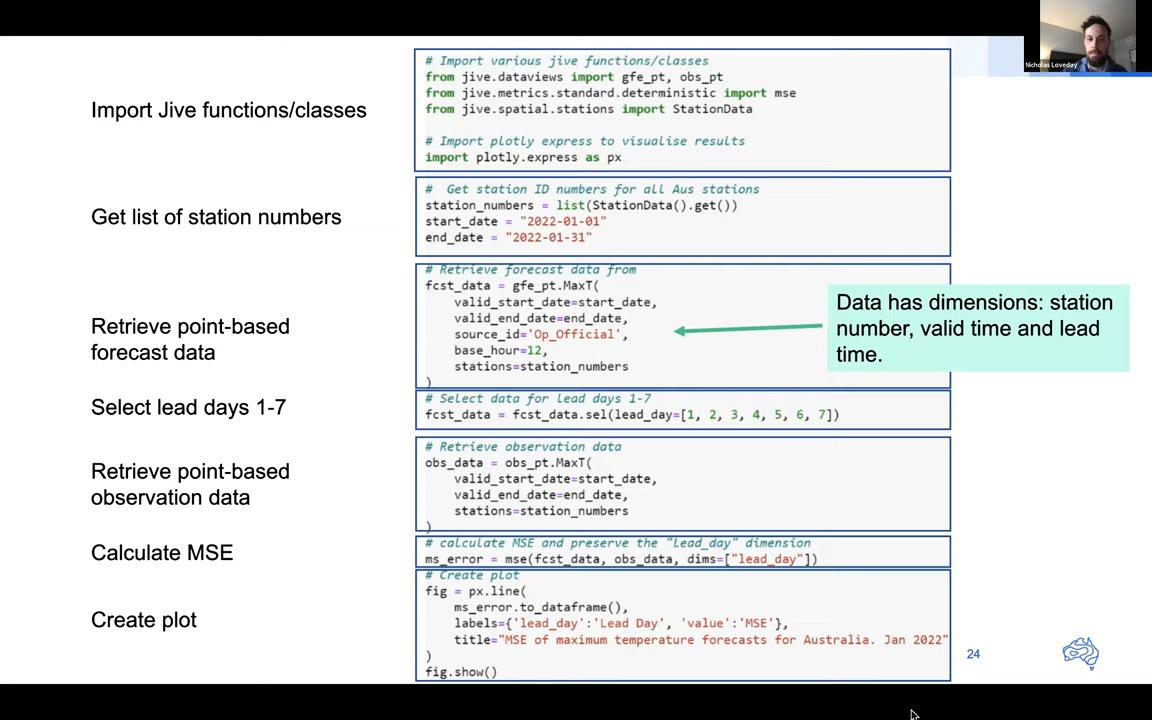 Nicholas Loveday
Import Jive functions/classes
# Import various jive functions/classes
from jive.dataviews import gfe_pt, obs_pt
from jive.metrics.standard.deterministic import mse
from jive.spatial.stations import StationData
# Import plotly express to visualise results
import plotly.express as px
Get list of station numbers
#  Get station ID numbers for all Aus stations
station_numbers = list(StationData().get())
start_date = "2022-01-01"
end_date = "2022-01-31"
Retrieve point-based
forecast data
# Retrieve forecast data from
fcst_data = gfe_pt.MaxT(
    valid_start_date=start_date,
    valid_end_date=end_date,
    source_id='Op_Official',
    base_hour=12,
    stations=station_numbers
)
Data has dimensions: station
number, valid time and lead
time.
Select lead days 1-7
# Select data for lead days 1-7
fcst_data = fcst_data.sel(lead_day=[1, 2, 3, 4, 5, 6, 7])
Retrieve point-based
observation data
# Retrieve observation data
obs_data = obs_pt.MaxT(
    valid_start_date=start_date,
    valid_end_date=end_date,
    stations=station_numbers
)
Calculate MSE
# calculate MSE and preserve the "lead_day" dimension
ms_error = mse(fcst_data, obs_data, dims=["lead_day"])
Create plot
# Create plot
fig = px.line(
    ms_error.to_dataframe(),
    labels={'lead_day':'Lead Day', 'value':'MSE'},
    title="MSE of maximum temperature forecasts for Australia. Jan 2022"
)
fig.show()
24